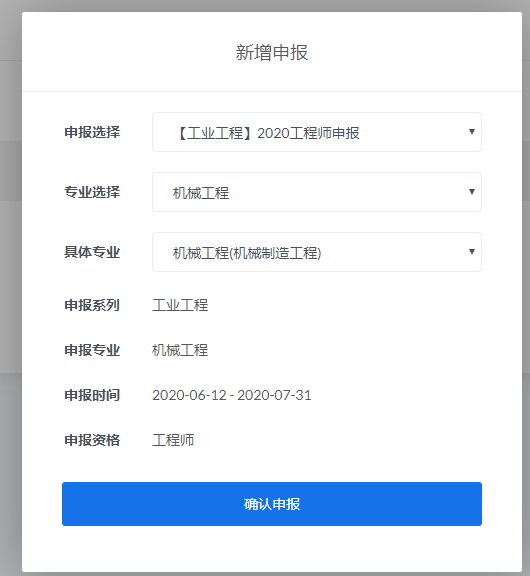 新增申报
申报选择 【工业工程】2020工程师申报
专业选择 机械工程
具体专业 机械工程(机械制造工程)
申报系列 工业工程
申报专业 机械工程
申报时间 2020-06-12 - 2020-07-31
申报资格 工程师
确认申报